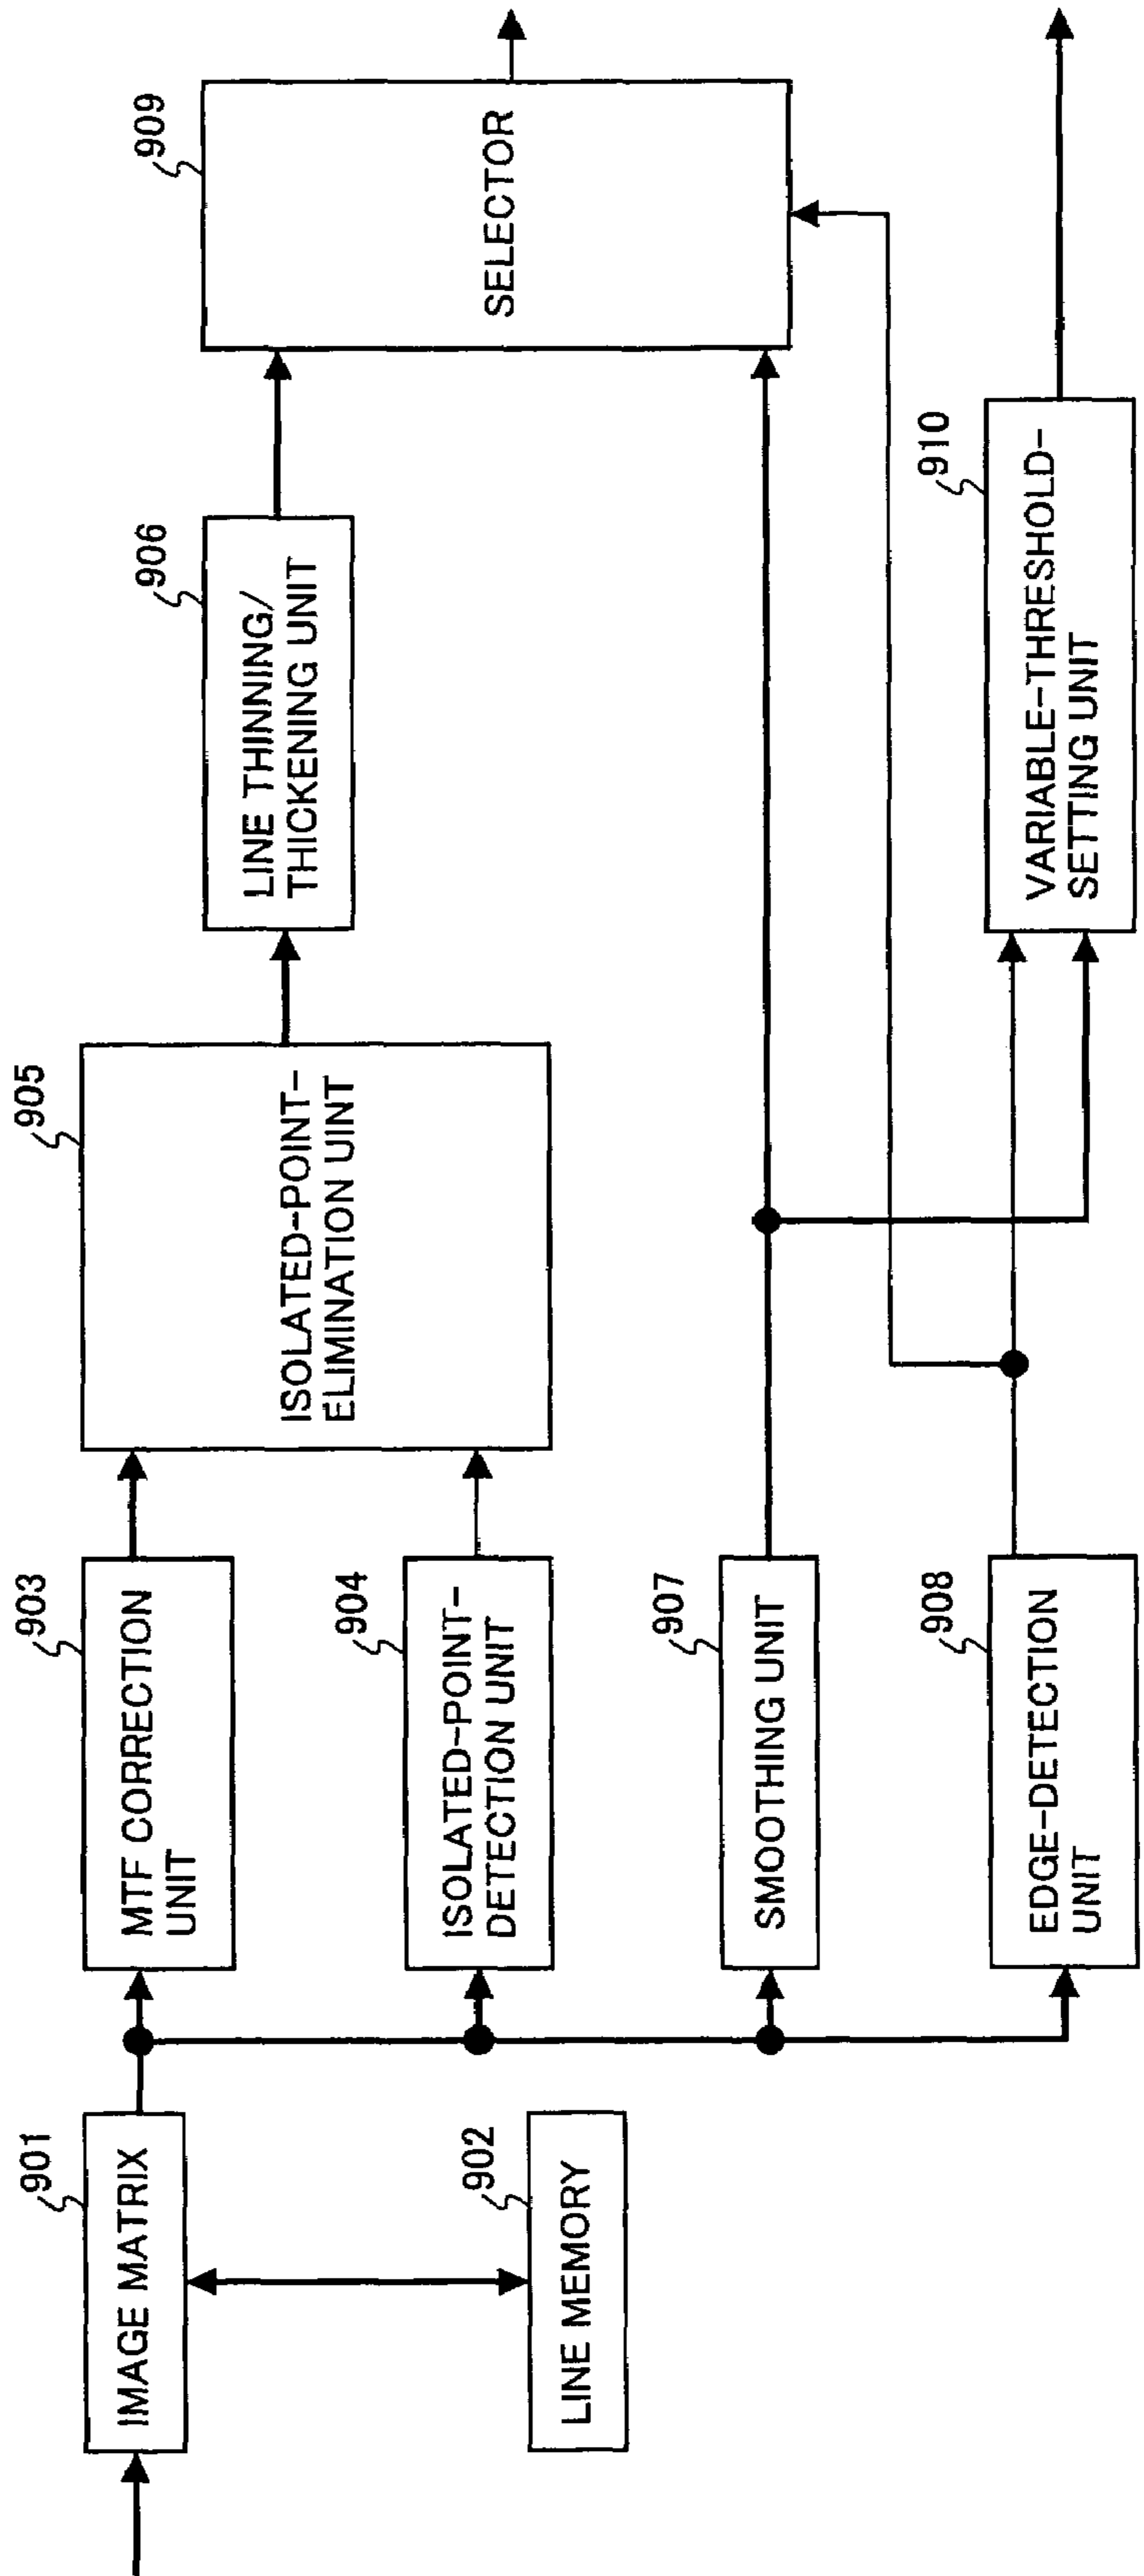 901
IMAGE MATRIX
902
LINE MEMORY
903
MTF CORRECTION
UNIT
904
ISOLATED-POINT-
DETECTION UNIT
905
ISOLATED-POINT-
ELIMINATION UINT
906
LINE THINNING/
THICKENING UNIT
907
SMOOTHING UNIT
908
EDGE-DETECTION
UNIT
909
SELECTOR
910
VARIABLE-THRESHOLD-
SETTING UNIT